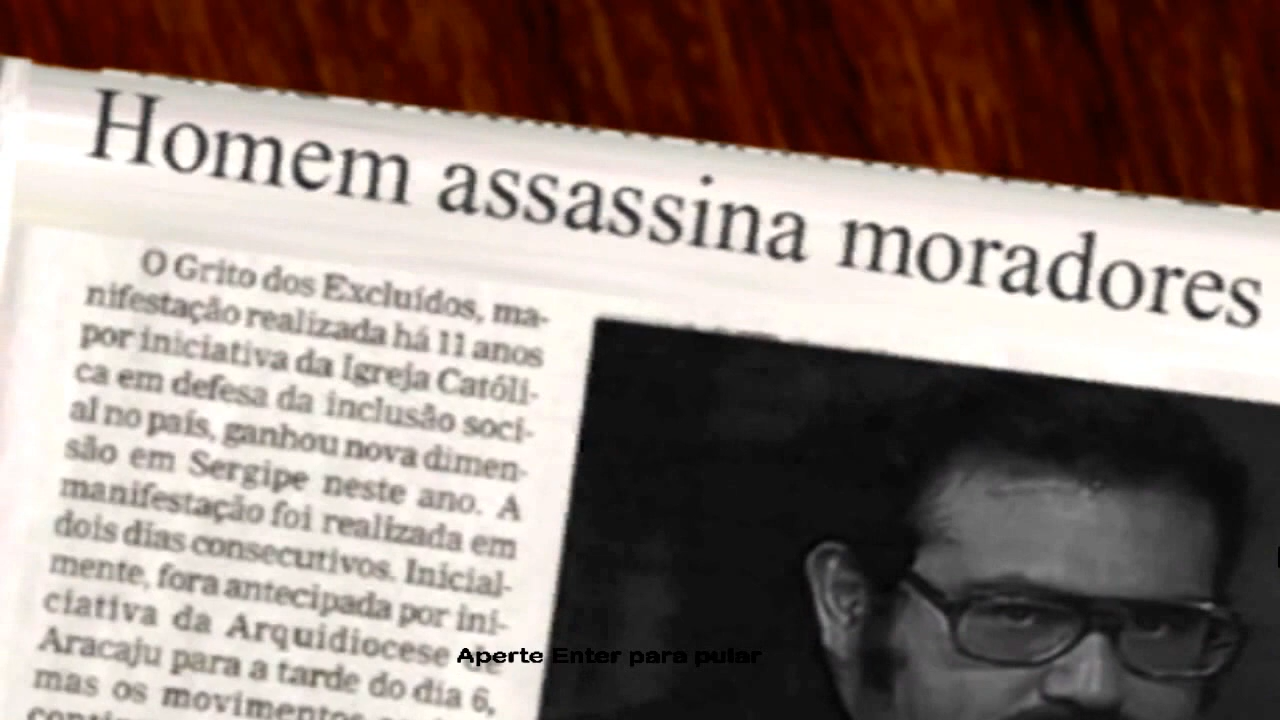 Homem assassina moradores
O Grito dos Excluídos, ma-
nifestação realizada há 11 anos
por iniciativa da Igreja Católi-
ca em defesa da inclusão soci-
al no país, ganhou nova dimen-
são em Sergipe neste ano. A
manifestação foi realizada em
dois dias consecutivos. Inicial-
mente, fora antecipada por ini-
ciativa da Arquidiocese
Aracaju para a tarde do dia 6,
mas os movimentos
Aperte Enter para pular